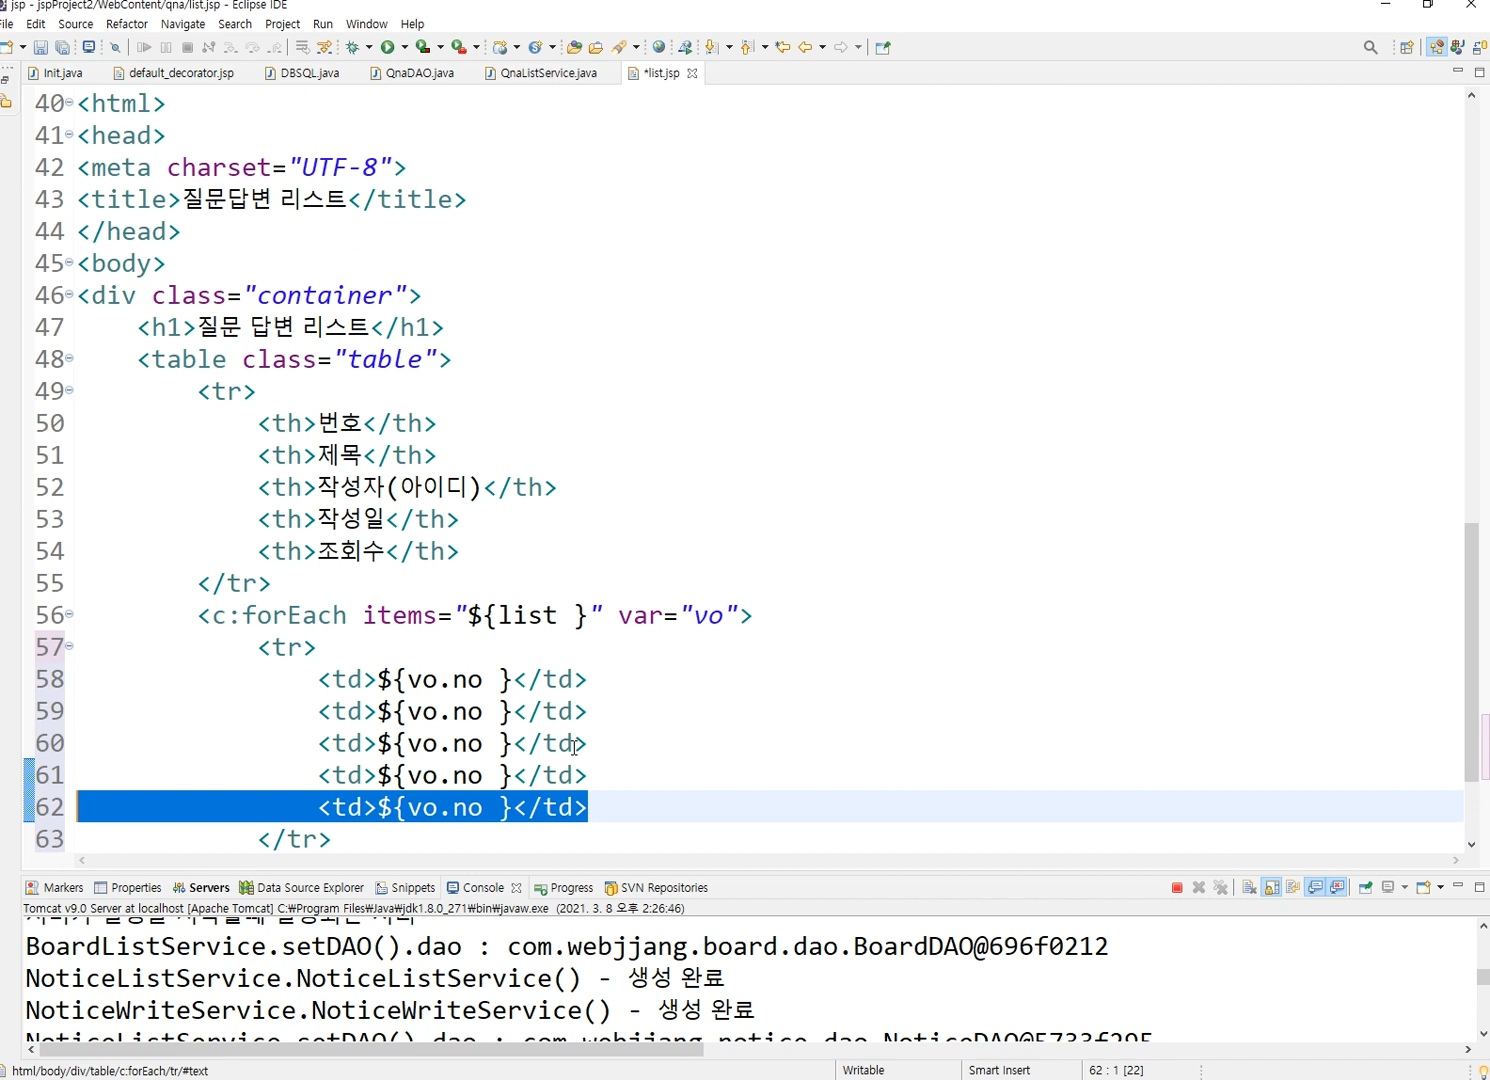 jsp - jspProject2/WebContent/qna/list.jsp - Eclipse IDE
File Edit Source Refactor Navigate Search Project Run Window Help
Init.java default_decorator.jsp DBSQL.java QnaDAO.java QnaListService.java *list.jsp
40 <html>
41 <head>
42 <meta charset="UTF-8">
43 <title>질문답변 리스트</title>
44 </head>
45 <body>
46 <div class="container">
47 <h1>질문 답변 리스트</h1>
48 <table class="table">
49 <tr>
50 <th>번호</th>
51 <th>제목</th>
52 <th>작성자(아이디)</th>
53 <th>작성일</th>
54 <th>조회수</th>
55 </tr>
56 <c:forEach items="${list }" var="vo">
57 <tr>
58 <td>${vo.no }</td>
59 <td>${vo.no }</td>
60 <td>${vo.no }</td>
61 <td>${vo.no }</td>
62 <td>${vo.no }</td>
63 </tr>
Markers Properties Servers Data Source Explorer Snippets Console Progress SVN Repositories
Tomcat v9.0 Server at localhost [Apache Tomcat] C:₩Program Files₩Java₩jdk1.8.0_271₩bin₩javaw.exe (2021. 3. 8 오후 2:26:46)
BoardListService.setDAO().dao : com.webjjang.board.dao.BoardDAO@696f0212
NoticeListService.NoticeListService() - 생성 완료
NoticeWriteService.NoticeWriteService() - 생성 완료
NoticeListService.setDAO().dao : com.webjjang.notice.dao.NoticeDAO@5733f295
html/body/div/table/c:forEach/tr/#text Writable Smart Insert 62 : 1 [22]